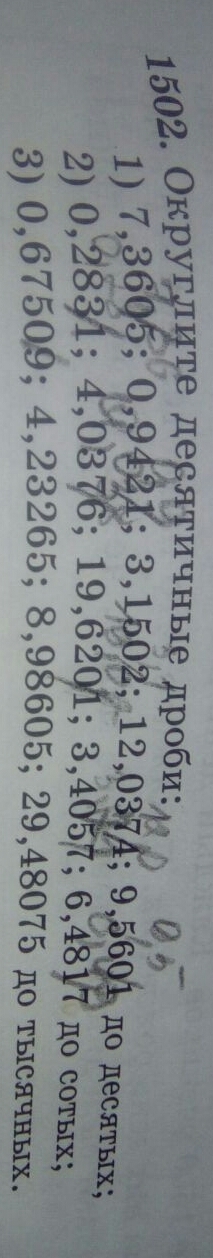 1502. Округлите десятичные дроби:
1) 7,3605; 0,9421; 3,1502; 12,0374; 9,5601 до десятых;
2) 0,2831; 4,0376; 19,6201; 3,4057; 6,4817 до сотых;
3) 0,67509; 4,23265; 8,98605; 29,48075 до тысячных.